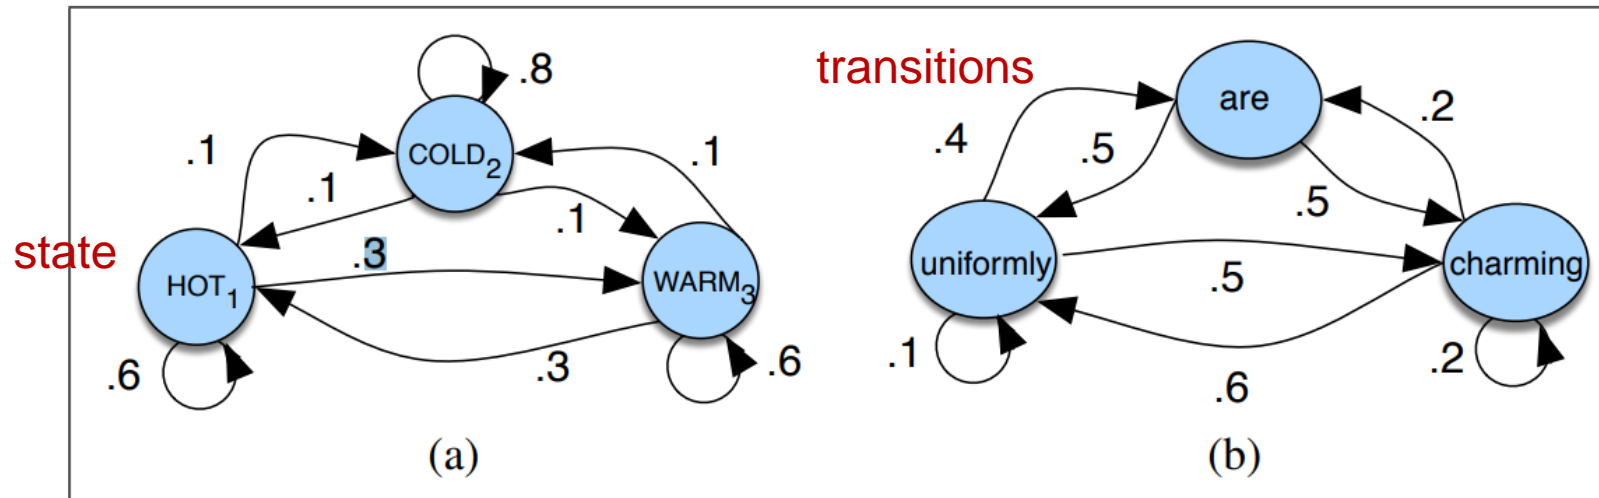 .8
transitions
are
.2
.1
COLD2
.1
.4
.5
.1
.1
.5
state
.3
HOT1
WARM3
uniformly
.5
charming
.6
.3
.6
.1
.6
.2
(a)
(b)